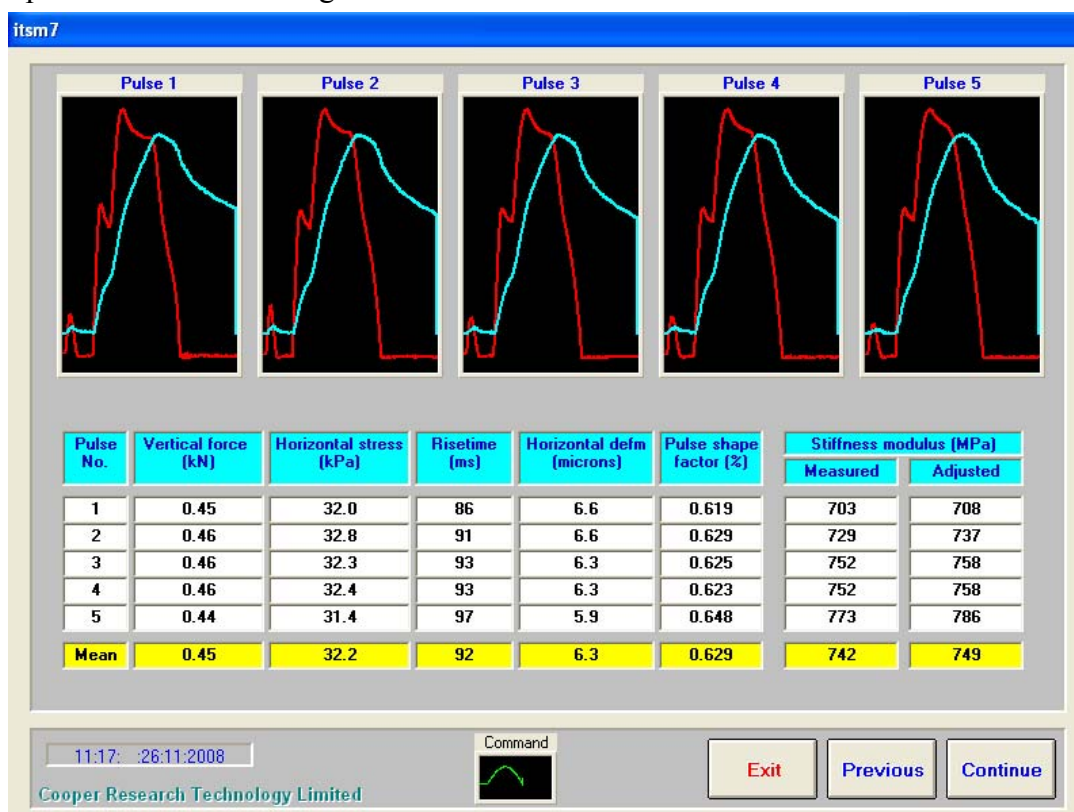 itsm7
Pulse 1 Pulse 2 Pulse 3 Pulse 4 Pulse 5
Pulse No. Vertical force (kN) Horizontal stress (kPa) Risetime (ms) Horizontal defm (microns) Pulse shape factor (%) Stiffness modulus (MPa)
Measured Adjusted
1 0.45 32.0 86 6.6 0.619 703 708
2 0.46 32.8 91 6.6 0.629 729 737
3 0.46 32.3 93 6.3 0.625 752 758
4 0.46 32.4 93 6.3 0.623 752 758
5 0.44 31.4 97 5.9 0.648 773 786
Mean 0.45 32.2 92 6.3 0.629 742 749
11:17: :26:11:2008
Command
Exit Previous Continue
Cooper Research Technology Limited